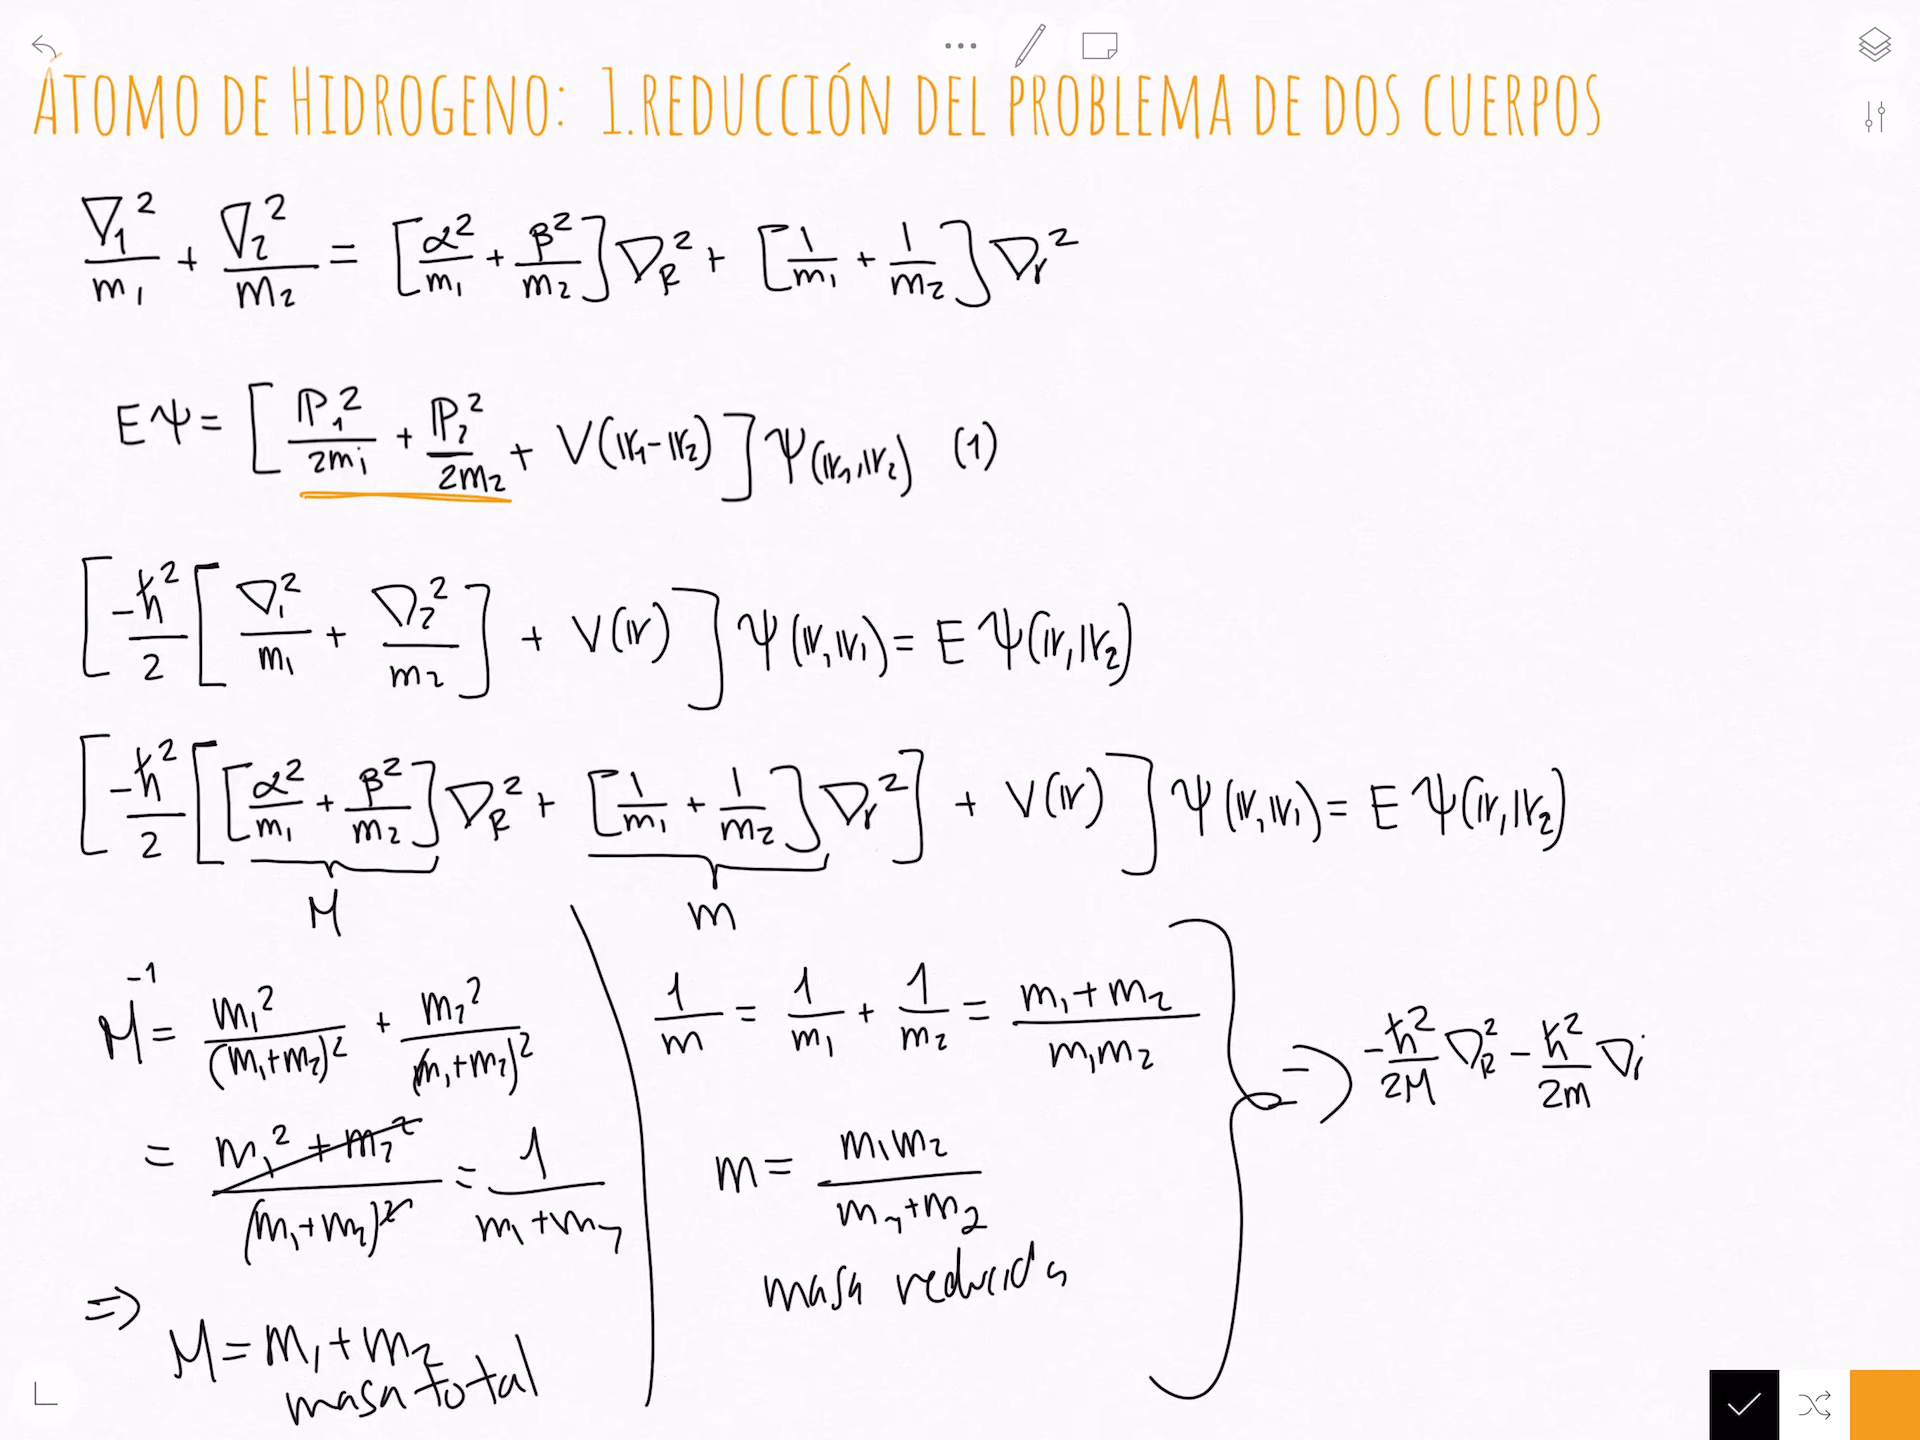 ÁTOMO DE HIDROGENO: 1.REDUCCIÓN DEL PROBLEMA DE DOS CUERPOS
∇₁²/m₁ + ∇₂²/m₂ = [α²/m₁ + β²/m₂]∇_R² + [1/m₁ + 1/m₂]∇_r²
EΨ = [ℙ₁²/2m₁ + ℙ₂²/2m₂ + V(𝕣₁-𝕣₂)]Ψ(𝕣₁,𝕣₂) (1)
[-ħ²/2 [∇₁²/m₁ + ∇₂²/m₂] + V(𝕣)]Ψ(𝕣,𝕣₁) = EΨ(𝕣,𝕣₂)
[-ħ²/2 [[α²/m₁ + β²/m₂]∇_R² + [1/m₁ + 1/m₂]∇_r²] + V(𝕣)]Ψ(𝕣,𝕣₁) = EΨ(𝕣,𝕣₂)
M
m
M⁻¹ = m₁²/(m₁+m₂)² + m₂²/(m₁+m₂)²
= m₁²+m₂²/(m₁+m₂)² = 1/m₁+m₂
⇒ M = m₁+m₂
masa total
1/m = 1/m₁ + 1/m₂ = m₁+m₂/m₁m₂
m = m₁m₂/m₁+m₂
masa reducida
⇒ -ħ²/2M ∇_R² - ħ²/2m ∇